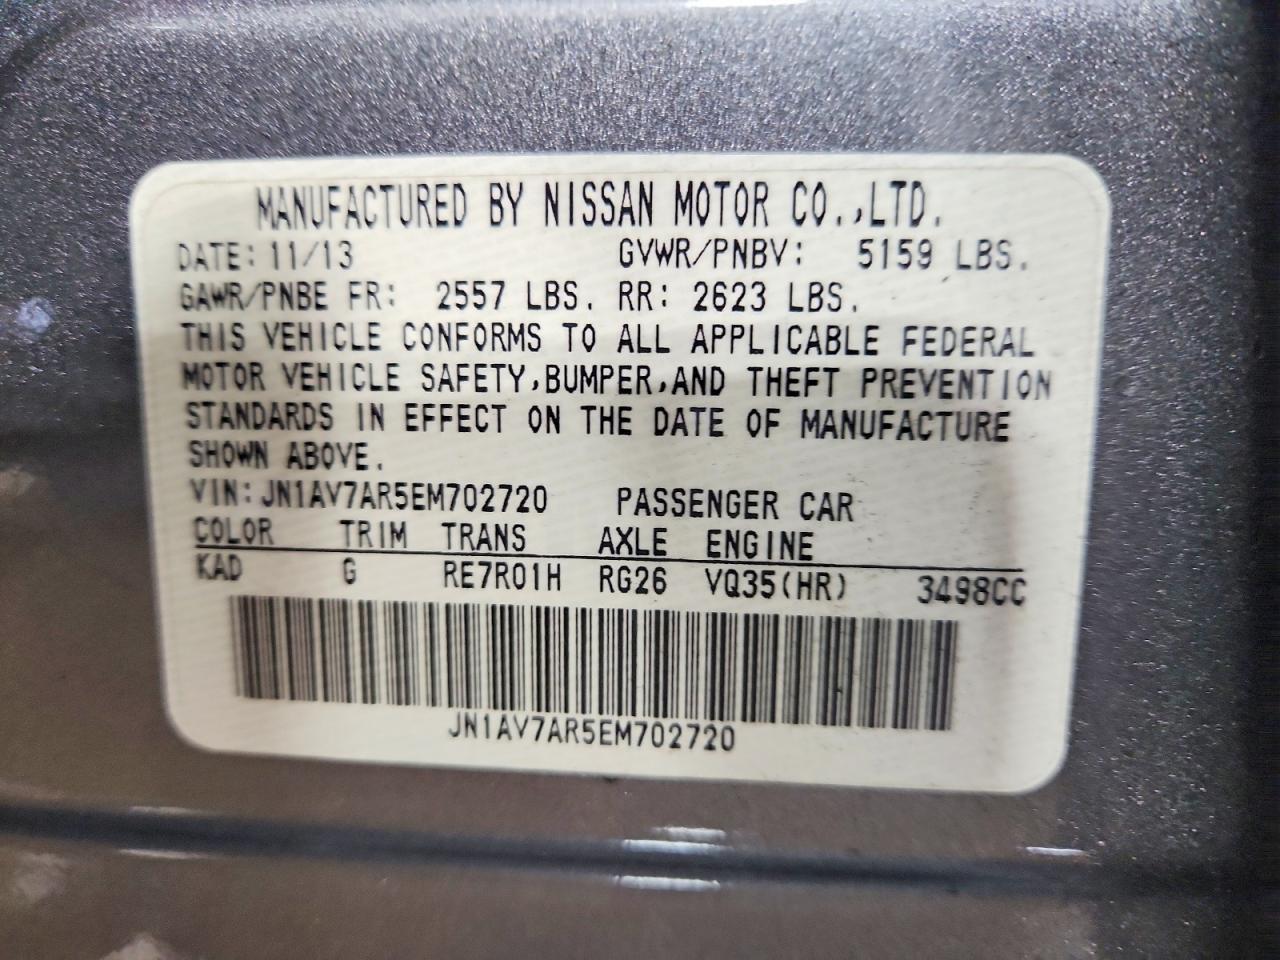 MANUFACTURED BY NISSAN MOTOR CO.,LTD.
DATE: 11/13 GVWR/PNBV: 5159 LBS.
GAWR/PNBE FR: 2557 LBS. RR: 2623 LBS.
THIS VEHICLE CONFORMS TO ALL APPLICABLE FEDERAL
MOTOR VEHICLE SAFETY,BUMPER,AND THEFT PREVENTION
STANDARDS IN EFFECT ON THE DATE OF MANUFACTURE
SHOWN ABOVE.
VIN: JN1AV7AR5EM702720 PASSENGER CAR
COLOR TRIM TRANS AXLE ENGINE
KAD G RE7R01H RG26 VQ35(HR) 3498CC
JN1AV7AR5EM702720